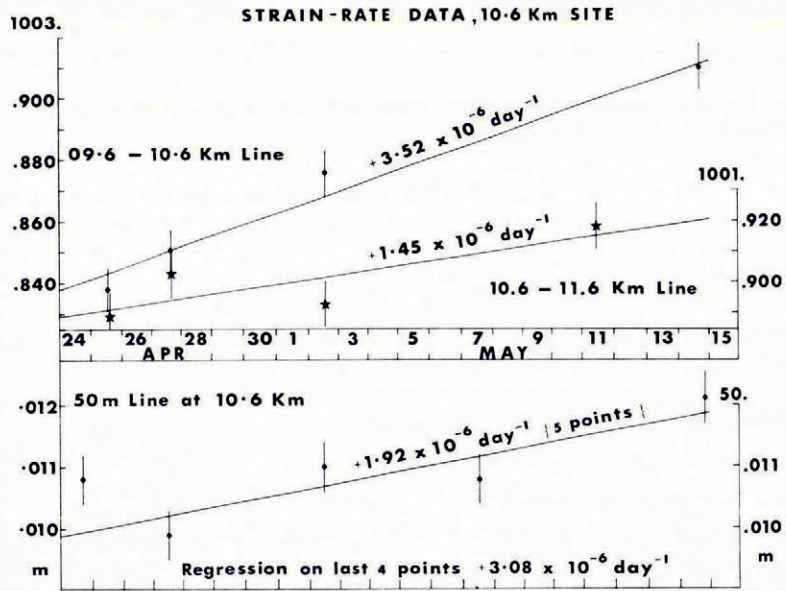 STRAIN-RATE DATA, 10·6 Km SITE
1003.
.900
.880
.860
.840
09·6 – 10·6 Km Line
+3·52 x 10⁻⁶ day⁻¹
+1·45 x 10⁻⁶ day⁻¹
10.6 – 11.6 Km Line
1001.
.920
.900
24 26 28 30 1 3 5 7 9 11 13 15
APR MAY
50m Line at 10·6 Km
+1·92 x 10⁻⁶ day⁻¹ | 5 points |
50.
·012
·011
·010
m
.011
.010
m
Regression on last 4 points +3·08 x 10⁻⁶ day⁻¹